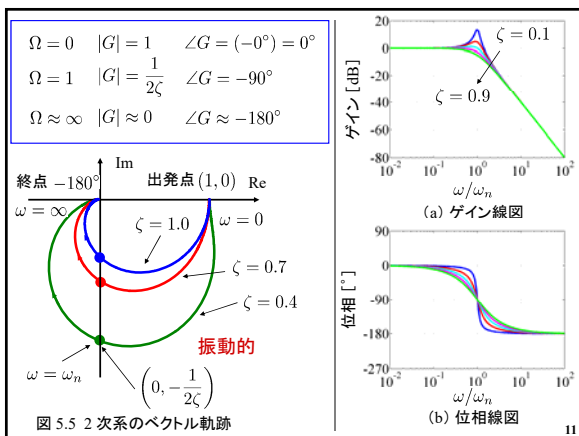 Ω = 0 |G| = 1 ∠G = (−0°) = 0°
Ω = 1 |G| = 1/2ζ ∠G = −90°
Ω ≈ ∞ |G| ≈ 0 ∠G ≈ −180°
Im
終点 −180° 出発点 (1, 0) Re
ω = ∞ ω = 0
ζ = 1.0
ζ = 0.7
ζ = 0.4
振動的
ω = ωn
(0, −1/2ζ)
図 5.5 2 次系のベクトル軌跡
ゲイン [dB]
20
0
-20
-40
-60
-80
ζ = 0.1
ζ = 0.9
10^-2 10^-1 10^0 10^1 10^2
ω/ωn
(a) ゲイン線図
位相 [°]
90
0
-90
-180
-270
10^-2 10^-1 10^0 10^1 10^2
ω/ωn
(b) 位相線図
11